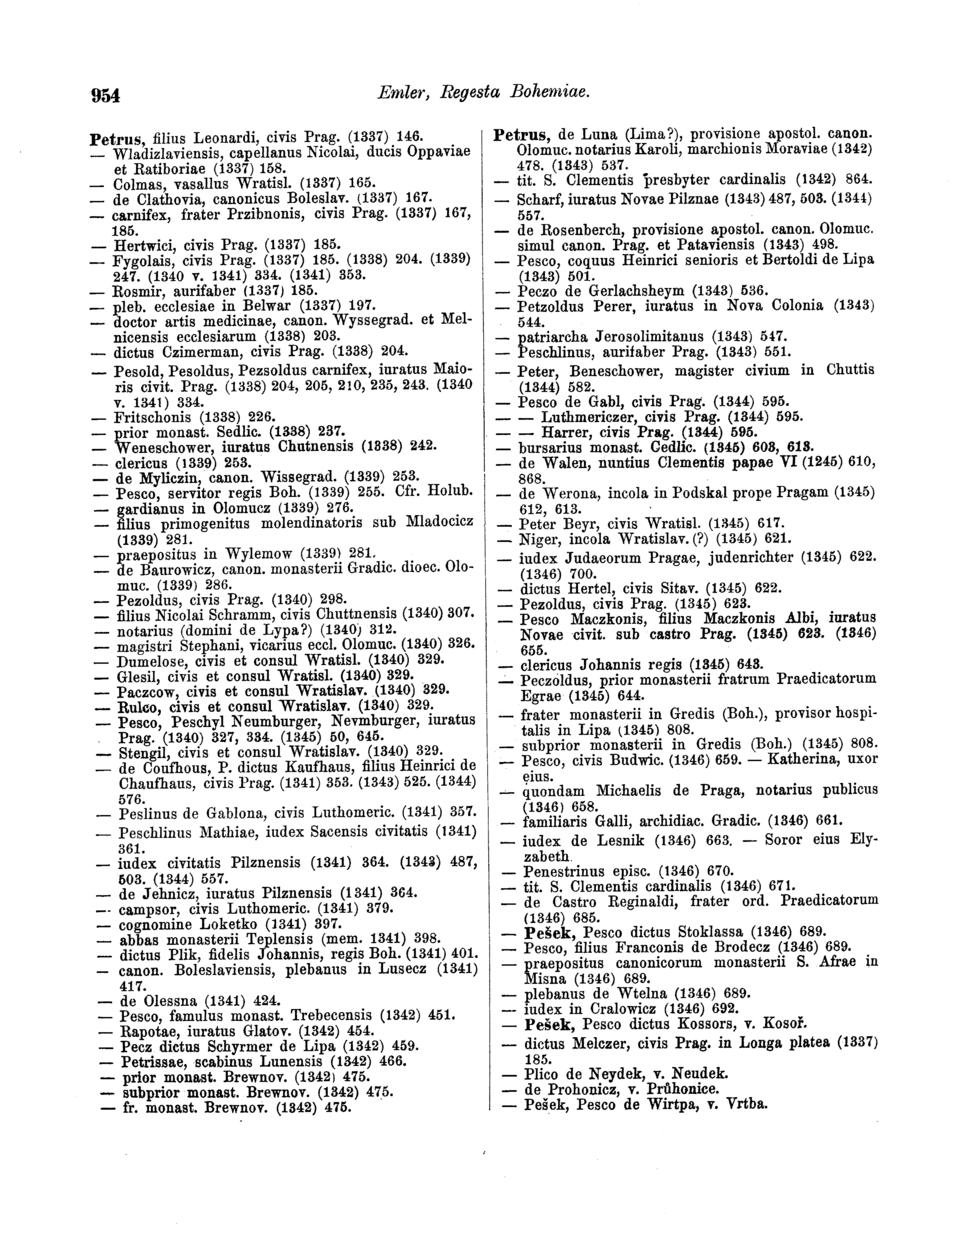 954
Emler, Regesta Bohemiae.
Petrus, filius Leonardi, civis Prag. (1337) 146.
— Wladizlaviensis, capellanus Nicolai, ducis Oppaviae
et Ratiboriae (1337) 158.
— Colmas, vasallus Wratisl. (1337) 165.
— de Clathovia, canonicus Boleslav. (1337) 167.
— carnifex, frater Przibnonis, civis Prag. (1337) 167,
185.
— Hertwici, civis Prag. (1337) 185.
— Fygolais, civis Prag. (1337) 185. (1338) 204. (1339)
247. (1340 v. 1341) 334. (1341) 353.
— Rosmir, aurifaber (1337) 185.
— pleb. ecclesiae in Belwar (1337) 197.
— doctor artis medicinae, canon. Wyssegrad. et Mel-
nicensis ecclesiarum (1338) 203.
— dictus Czimerman, civis Prag. (1338) 204.
— Pesold, Pesoldus, Pezsoldus carnifex, iuratus Maio-
ris civit. Prag. (1338) 204, 205, 210, 235, 243. (1340
v. 1341) 334.
— Fritschonis (1338) 226.
— prior monast. Sedlic. (1338) 237.
— Weneschower, iuratus Chutnensis (1338) 242.
— clericus (1339) 253.
— de Myliczin, canon. Wissegrad. (1339) 253.
— Pesco, servitor regis Boh. (1339) 255. Cfr. Holub.
— gardianus in Olomucz (1339) 276.
— filius primogenitus molendinatoris sub Mladocicz
(1339) 281.
— praepositus in Wylemow (1339) 281.
— de Baurowicz, canon. monasterii Gradic. dioec. Olo-
muc. (1339) 286.
— Pezoldus, civis Prag. (1340) 298.
— filius Nicolai Schramm, civis Chuttnensis (1340) 307.
— notarius (domini de Lypa?) (1340) 312.
— magistri Stephani, vicarius eccl. Olomuc. (1340) 326.
— Dumelose, civis et consul Wratisl. (1340) 329.
— Glesil, civis et consul Wratisl. (1340) 329.
— Paczcow, civis et consul Wratislav. (1340) 329.
— Rulco, civis et consul Wratislav. (1340) 329.
— Pesco, Peschyl Neumburger, Nevmburger, iuratus
Prag. (1340) 327, 334. (1345) 50, 645.
— Stengil, civis et consul Wratislav. (1340) 329.
— de Coufhous, P. dictus Kaufhaus, filius Heinrici de
Chaufhaus, civis Prag. (1341) 353. (1343) 525. (1344)
576.
— Peslinus de Gablona, civis Luthomeric. (1341) 357.
— Peschlinus Mathiae, iudex Sacensis civitatis (1341)
361.
— iudex civitatis Pilznensis (1341) 364. (1343) 487,
503. (1344) 557.
— de Jehnicz, iuratus Pilznensis (1341) 364.
— campsor, civis Luthomeric. (1341) 379.
— cognomine Loketko (1341) 397.
— abbas monasterii Teplensis (mem. 1341) 398.
— dictus Plik, fidelis Johannis, regis Boh. (1341) 401.
— canon. Boleslaviensis, plebanus in Lusecz (1341)
417.
— de Olessna (1341) 424.
— Pesco, famulus monast. Trebecensis (1342) 451.
— Rapotae, iuratus Glatov. (1342) 454.
— Pecz dictus Schyrmer de Lipa (1342) 459.
— Petrissae, scabinus Lunensis (1342) 466.
— prior monast. Brewnov. (1342) 475.
— subprior monast. Brewnov. (1342) 475.
— fr. monast. Brewnov. (1342) 475.
Petrus, de Luna (Lima?), provisione apostol. canon.
Olomuc. notarius Karoli, marchionis Moraviae (1342)
478. (1343) 537.
— tit. S. Clementis presbyter cardinalis (1342) 864.
— Scharf, iuratus Novae Pilznae (1343) 487, 503. (1344)
557.
— de Rosenberch, provisione apostol. canon. Olomuc.
simul canon. Prag. et Pataviensis (1343) 498.
— Pesco, coquus Heinrici senioris et Bertoldi de Lipa
(1343) 501.
— Peczo de Gerlachsheym (1343) 536.
— Petzoldus Perer, iuratus in Nova Colonia (1343)
544.
— patriarcha Jerosolimitanus (1343) 547.
— Peschlinus, aurifaber Prag. (1343) 551.
— Peter, Beneschower, magister civium in Chuttis
(1344) 582.
— Pesco de Gabl, civis Prag. (1344) 595.
— — Luthmericzer, civis Prag. (1344) 595.
— — Harrer, civis Prag. (1344) 595.
— bursarius monast. Cedlic. (1345) 603, 613.
— de Walen, nuntius Clementis papae VI (1245) 610,
868.
— de Werona, incola in Podskal prope Pragam (1345)
612, 613.
— Peter Beyr, civis Wratisl. (1345) 617.
— Niger, incola Wratislav. (?) (1345) 621.
— iudex Judaeorum Pragae, judenrichter (1345) 622.
(1346) 700.
— dictus Hertel, civis Sitav. (1345) 622.
— Pezoldus, civis Prag. (1345) 623.
— Pesco Maczkonis, filius Maczkonis Albi, iuratus
Novae civit. sub castro Prag. (1345) 623. (1346)
655.
— clericus Johannis regis (1345) 643.
— Peczoldus, prior monasterii fratrum Praedicatorum
Egrae (1345) 644.
— frater monasterii in Gredis (Boh.), provisor hospi-
talis in Lipa (1345) 808.
— subprior monasterii in Gredis (Boh.) (1345) 808.
— Pesco, civis Budwic. (1346) 659. — Katherina, uxor
eius.
— quondam Michaelis de Praga, notarius publicus
(1346) 658.
— familiaris Galli, archidiac. Gradic. (1346) 661.
— iudex de Lesnik (1346) 663. — Soror eius Ely-
zabeth.
— Penestrinus episc. (1346) 670.
— tit. S. Clementis cardinalis (1346) 671.
— de Castro Reginaldi, frater ord. Praedicatorum
(1346) 685.
— Pešek, Pesco dictus Stoklassa (1346) 689.
— Pesco, filius Franconis de Brodecz (1346) 689.
— praepositus canonicorum monasterii S. Afrae in
Misna (1346) 689.
— plebanus de Wtelna (1346) 689.
— iudex in Cralowicz (1346) 692.
— Pešek, Pesco dictus Kossors, v. Kosoř.
— dictus Melczer, civis Prag. in Longa platea (1337)
185.
— Plico de Neydek, v. Neudek.
— de Prohonicz, v. Průhonice.
— Pešek, Pesco de Wirtpa, v. Vrtba.